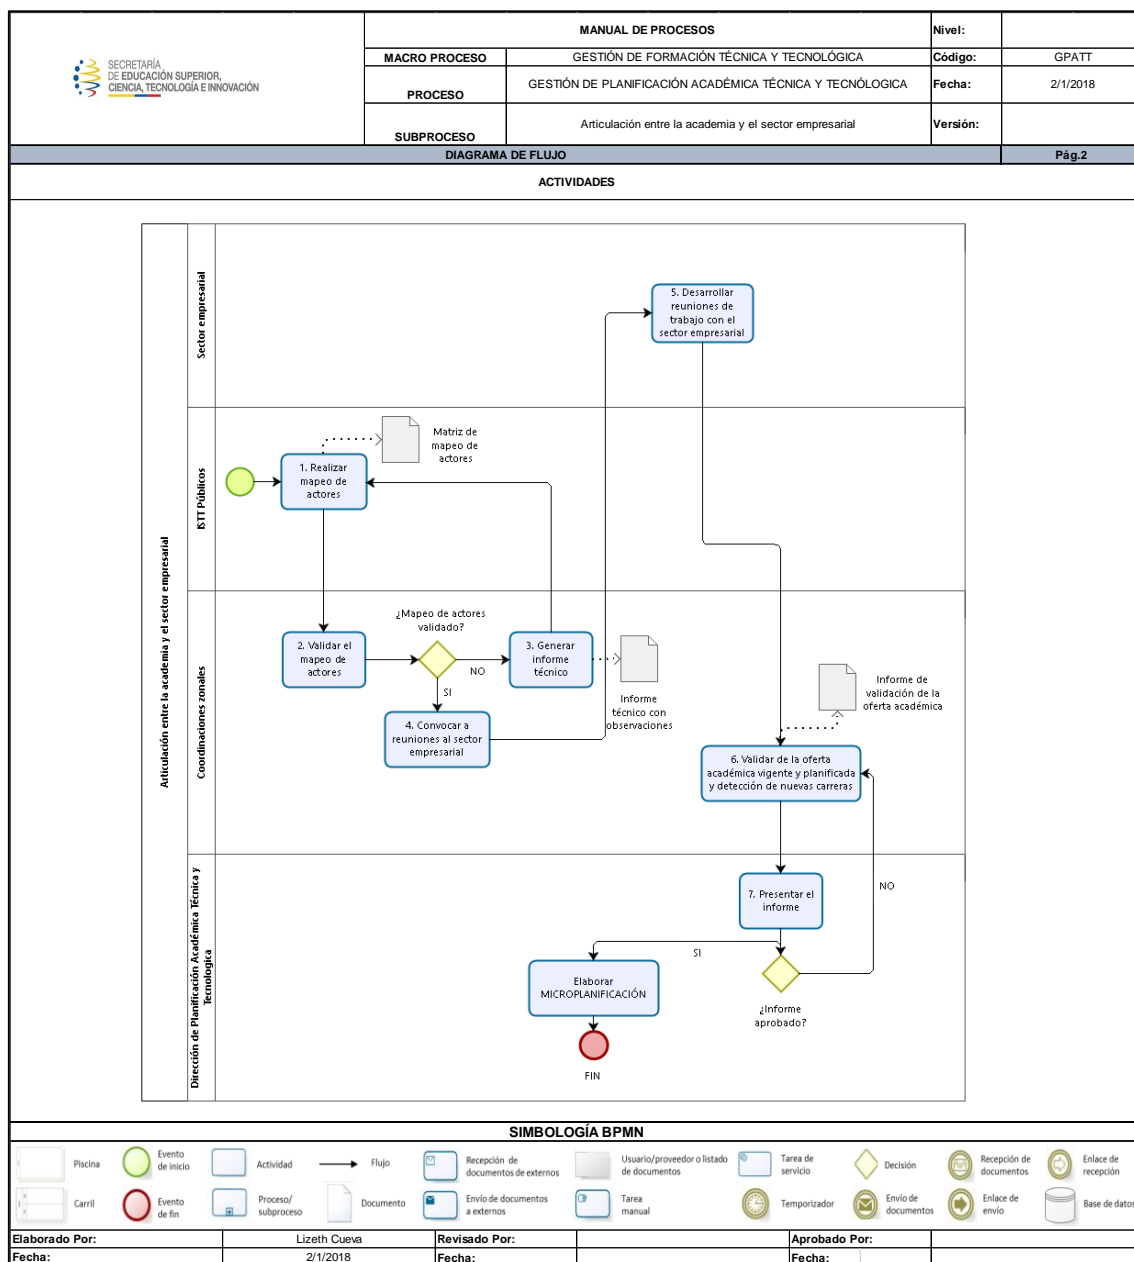 SECRETARÍA
DE EDUCACIÓN SUPERIOR,
CIENCIA, TECNOLOGÍA E INNOVACIÓN
MANUAL DE PROCESOS
Nivel:
MACRO PROCESO
GESTIÓN DE FORMACIÓN TÉCNICA Y TECNOLÓGICA
Código:
GPATT
PROCESO
GESTIÓN DE PLANIFICACIÓN ACADÉMICA TÉCNICA Y TECNÓLOGICA
Fecha:
2/1/2018
SUBPROCESO
Articulación entre la academia y el sector empresarial
Versión:
DIAGRAMA DE FLUJO
Pág.2
ACTIVIDADES
Articulación entre la academia y el sector empresarial
Sector empresarial
5. Desarrollar
reuniones de
trabajo con el
sector empresarial
ISTT Públicos
Matriz de
mapeo de
actores
1. Realizar
mapeo de
actores
Coordinaciones zonales
¿Mapeo de actores
validado?
2. Validar el
mapeo de
actores
NO
3. Generar
informe
técnico
SI
Informe
técnico con
observaciones
4. Convocar a
reuniones al sector
empresarial
Informe de
validación de la
oferta académica
6. Validar de la oferta
académica vigente y planificada
y detección de nuevas carreras
Dirección de Planificación Académica Técnica y
Tecnologica
7. Presentar el
informe
NO
SI
Elaborar
MICROPLANIFICACIÓN
¿Informe
aprobado?
FIN
SIMBOLOGÍA BPMN
Piscina
Evento
de inicio
Actividad
Flujo
Recepción de
documentos de externos
Usuario/proveedor o listado
de documentos
Tarea de
servicio
Decisión
Recepción de
documentos
Enlace de
recepción
Carril
Evento
de fin
Proceso/
subproceso
Documento
Envío de documentos
a externos
Tarea
manual
Temporizador
Envío de
documentos
Enlace de
envío
Base de datos
Elaborado Por:
Lizeth Cueva
Revisado Por:
Aprobado Por:
Fecha:
2/1/2018
Fecha:
Fecha: